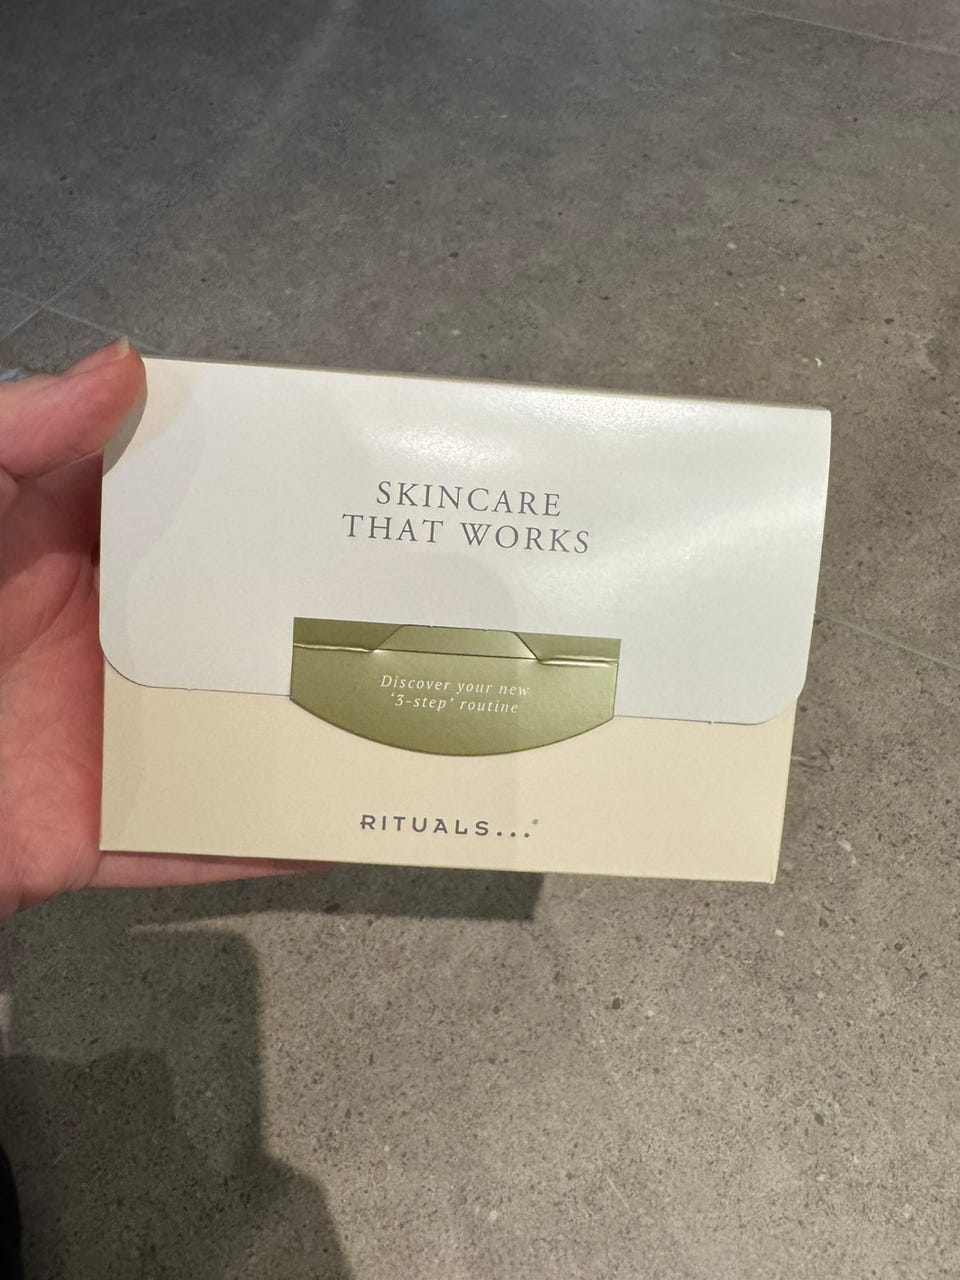 SKINCARE
THAT WORKS
Discover your new
‘3-step’ routine
RITUALS...®